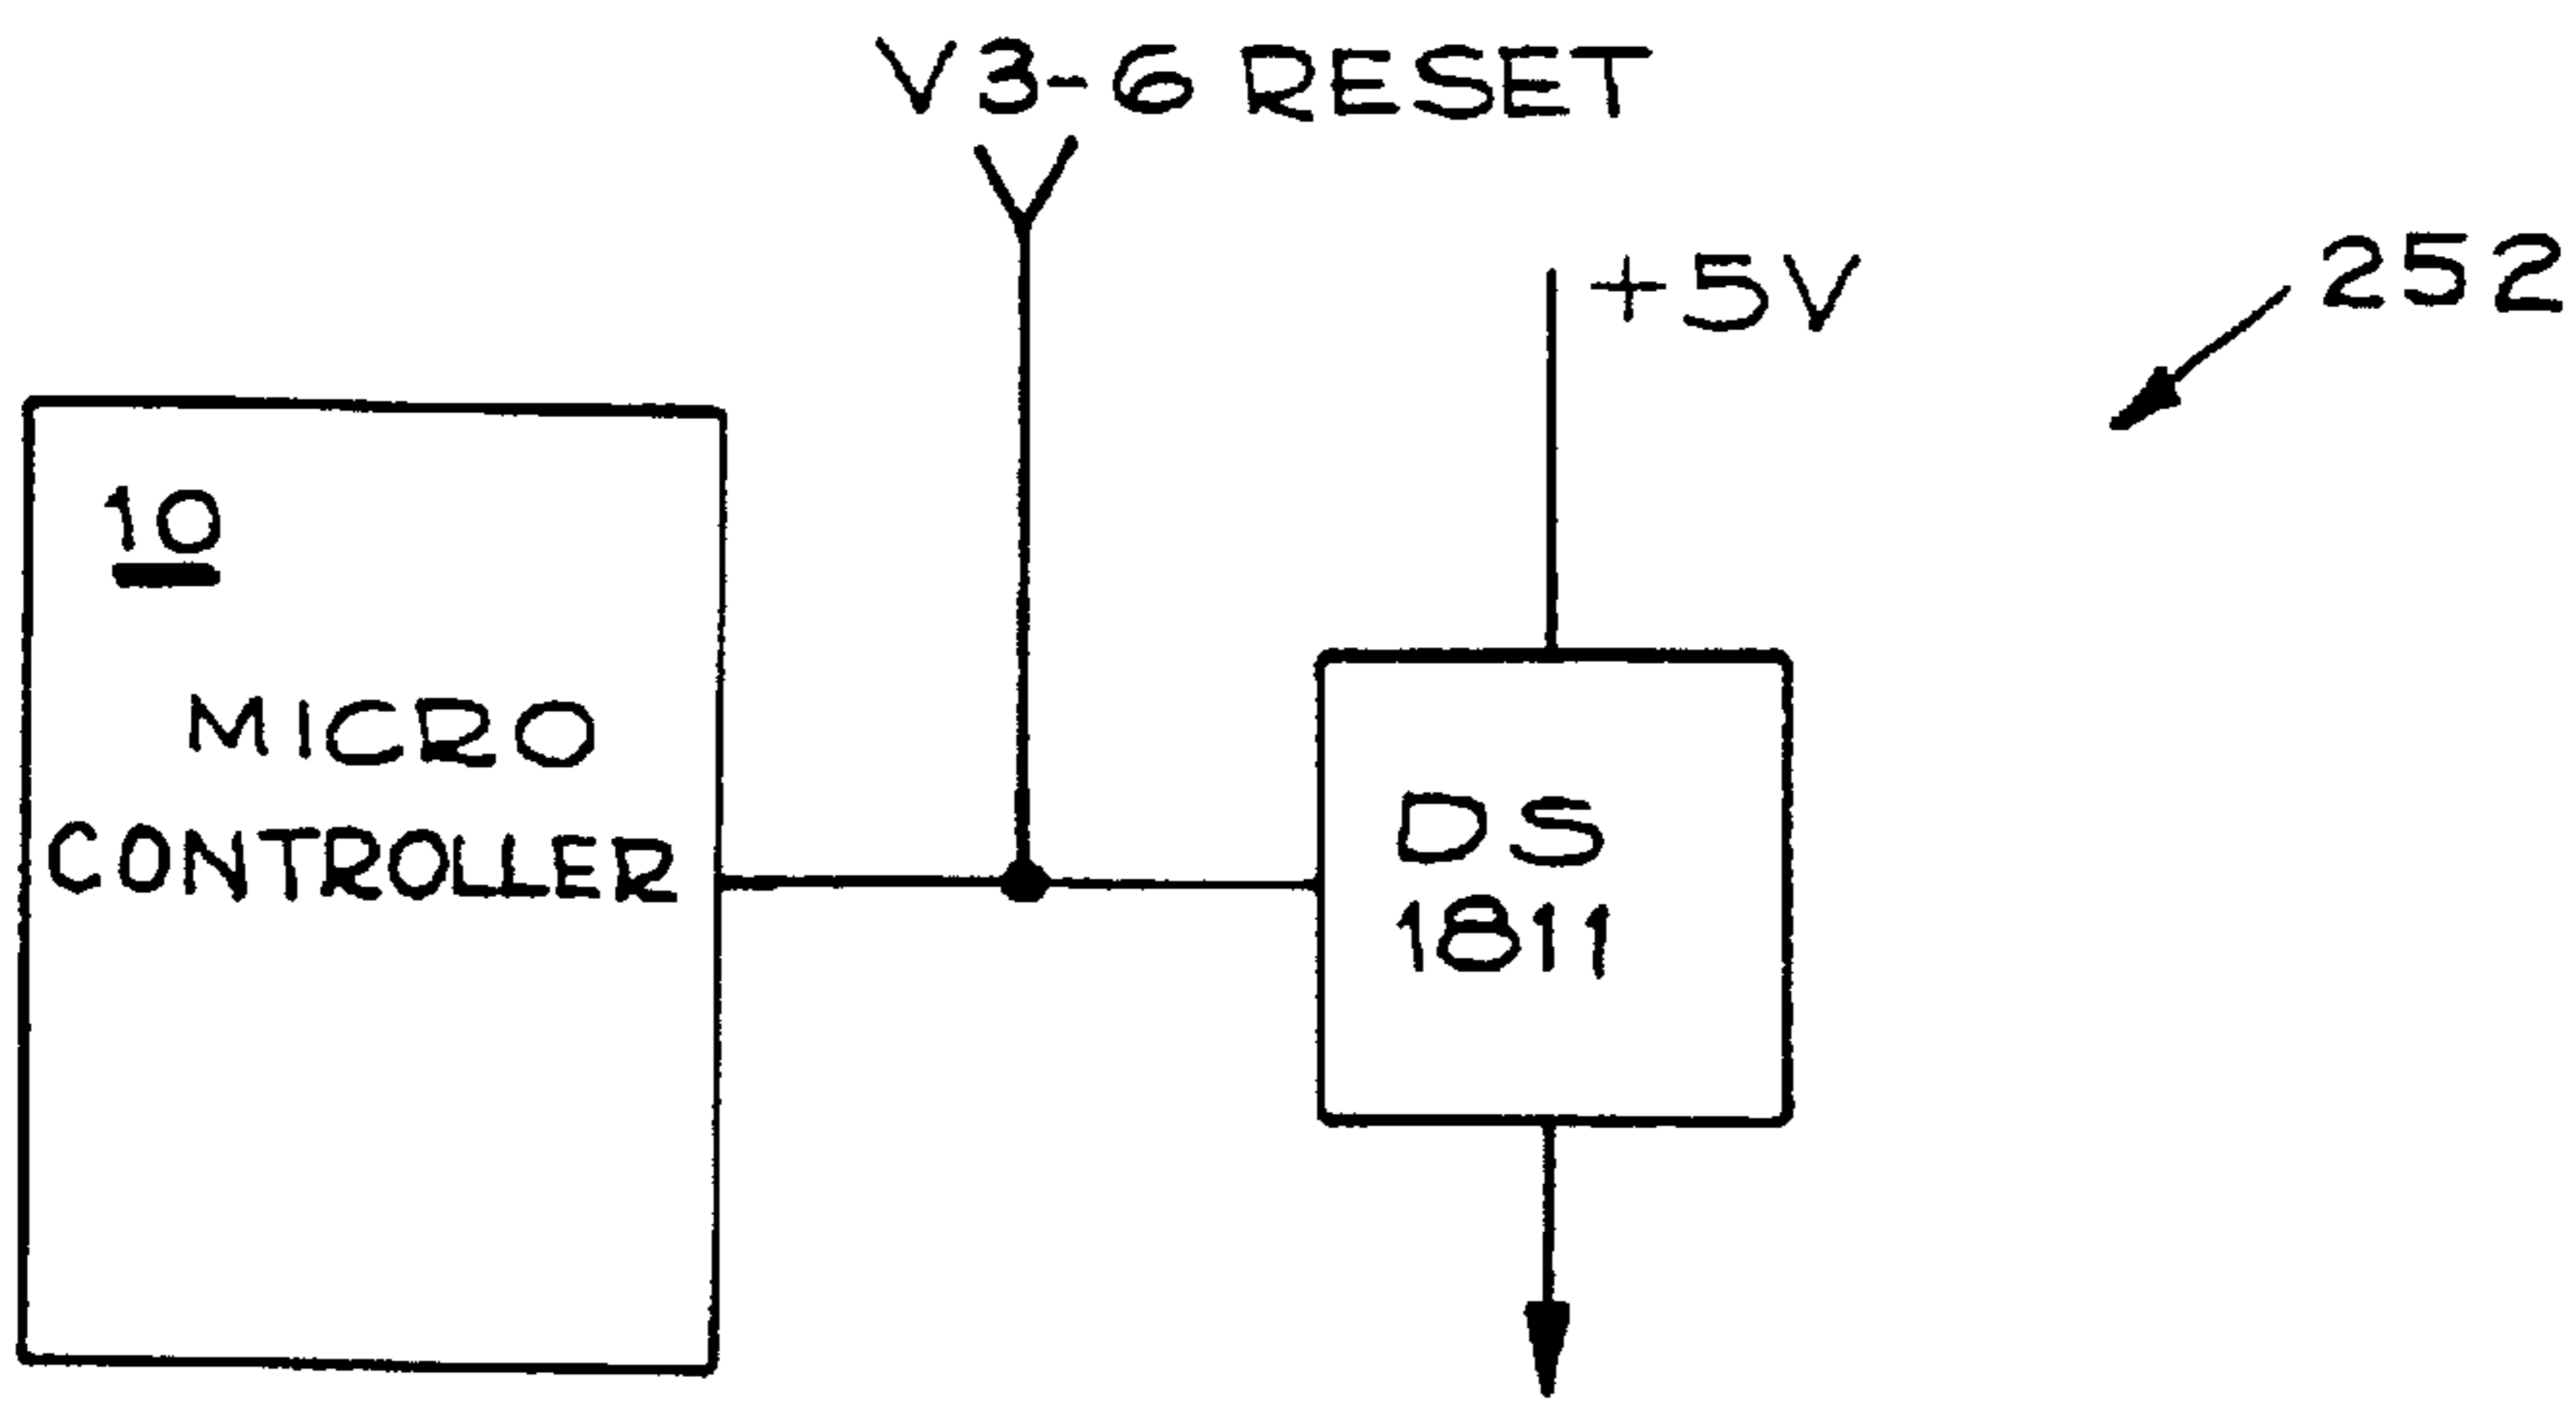 V3-6 RESET
+5V
252
10
MICRO
CONTROLLER
DS
1811